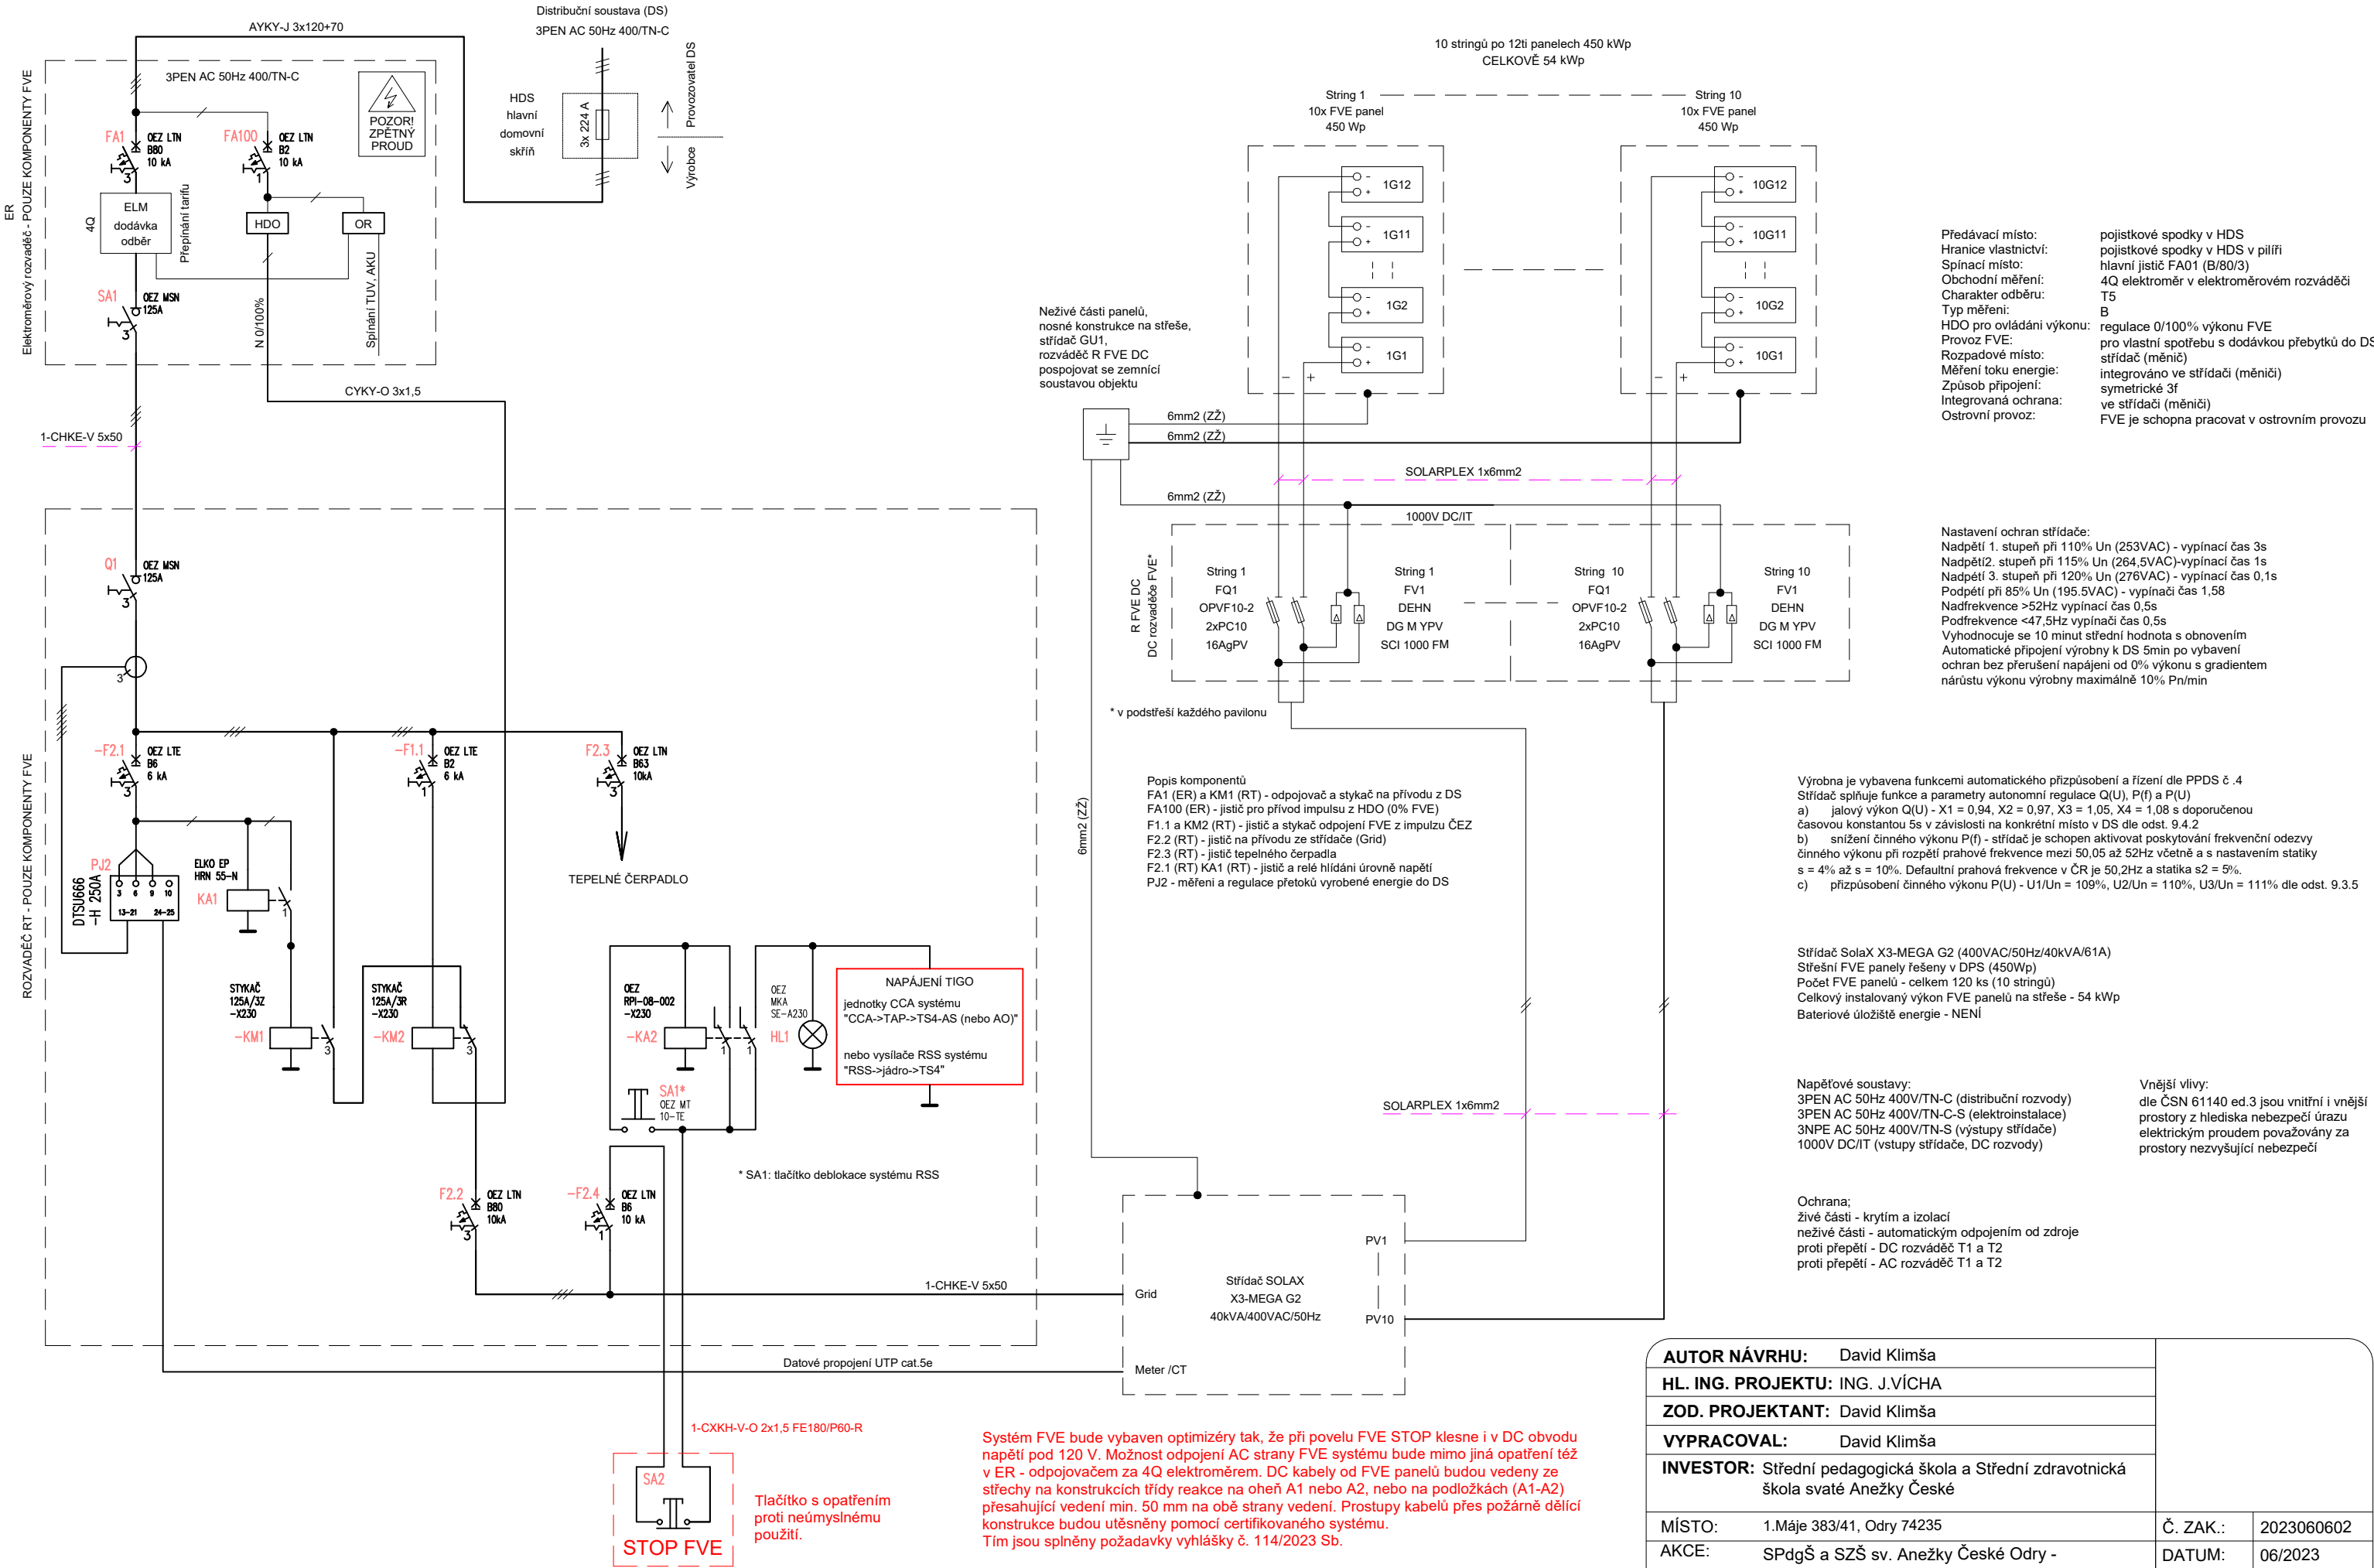 Distribuční soustava (DS)
3PEN AC 50Hz 400/TN-C
AYKY-J 3x120+70
ER
Elektroměrový rozvaděč - POUZE KOMPONENTY FVE
3PEN AC 50Hz 400/TN-C
POZOR!
ZPĚTNÝ
PROUD
FA1
OEZ LTN
B80
10 kA
3
FA100
OEZ LTN
B2
10 kA
1
4Q
ELM
dodávka
odběr
Přepínání tarifu
HDO
OR
SA1
OEZ MSN
125A
3
N 0/100%
Spínání TUV, AKU
HDS
hlavní
domovní
skříň
3x 224 A
Provozovatel DS
Výrobce
CYKY-O 3x1,5
1-CHKE-V 5x50
10 stringů po 12ti panelech 450 kWp
CELKOVĚ 54 kWp
String 1
10x FVE panel
450 Wp
String 10
10x FVE panel
450 Wp
- 1G12
+
- 1G11
+
- 1G2
+
- 1G1
+
- +
- 10G12
+
- 10G11
+
- 10G2
+
- 10G1
+
- +
Neživé části panelů,
nosné konstrukce na střeše,
střídač GU1,
rozváděč R FVE DC
pospojovat se zemnící
soustavou objektu
6mm2 (ZŽ)
6mm2 (ZŽ)
SOLARPLEX 1x6mm2
6mm2 (ZŽ)
1000V DC/IT
R FVE DC
DC rozvaděče FVE*
String 1
FQ1
OPVF10-2
2xPC10
16AgPV
String 1
FV1
DEHN
DG M YPV
SCI 1000 FM
String 10
FQ1
OPVF10-2
2xPC10
16AgPV
String 10
FV1
DEHN
DG M YPV
SCI 1000 FM
* v podstřeší každého pavilonu
6mm2 (ZŽ)
Předávací místo: pojistkové spodky v HDS
Hranice vlastnictví: pojistkové spodky v HDS v pilíři
Spínací místo: hlavní jistič FA01 (B/80/3)
Obchodní měření: 4Q elektroměr v elektroměrovém rozváděči
Charakter odběru: T5
Typ měřeni: B
HDO pro ovládáni výkonu: regulace 0/100% výkonu FVE
Provoz FVE: pro vlastní spotřebu s dodávkou přebytků do DS
Rozpadové místo: střídač (měnič)
Měření toku energie: integrováno ve střídači (měniči)
Způsob připojení: symetrické 3f
Integrovaná ochrana: ve střídači (měniči)
Ostrovní provoz: FVE je schopna pracovat v ostrovním provozu
Nastavení ochran střídače:
Nadpětí 1. stupeň při 110% Un (253VAC) - vypínací čas 3s
Nadpětí2. stupeň při 115% Un (264,5VAC)-vypínací čas 1s
Nadpétí 3. stupeň při 120% Un (276VAC) - vypínací čas 0,1s
Podpétí při 85% Un (195.5VAC) - vypínači čas 1,58
Nadfrekvence >52Hz vypínací čas 0,5s
Podfrekvence <47,5Hz vypínači čas 0,5s
Vyhodnocuje se 10 minut střední hodnota s obnovením
Automatické připojení výrobny k DS 5min po vybavení
ochran bez přerušení napájeni od 0% výkonu s gradientem
nárůstu výkonu výrobny maximálně 10% Pn/min
ROZVADĚČ RT - POUZE KOMPONENTY FVE
Q1
OEZ MSN
125A
3
3
-F2.1
OEZ LTE
B6
6 kA
3
-F1.1
OEZ LTE
B2
6 kA
1
F2.3
OEZ LTN
B63
10kA
3
TEPELNÉ ČERPADLO
PJ2
DTSU666
-H 250A
3 6 9 10
13-21 24-25
ELKO EP
HRN 55-N
KA1
1
STYKAČ
125A/3Z
-X230
-KM1
3
STYKAČ
125A/3R
-X230
-KM2
3
OEZ
RPI-08-002
-X230
-KA2
1 1
OEZ
MKA
SE-A230
HL1
NAPÁJENÍ TIGO
jednotky CCA systému
"CCA->TAP->TS4-AS (nebo AO)"
nebo vysílače RSS systému
"RSS->jádro->TS4"
SA1*
OEZ MT
10-TE
* SA1: tlačítko deblokace systému RSS
F2.2
OEZ LTN
B80
10kA
3
-F2.4
OEZ LTN
B6
10 kA
1
1-CHKE-V 5x50
Datové propojení UTP cat.5e
1-CXKH-V-O 2x1,5 FE180/P60-R
SA2
STOP FVE
Tlačítko s opatřením
proti neúmyslnému
použití.
Popis komponentů
FA1 (ER) a KM1 (RT) - odpojovač a stykač na přívodu z DS
FA100 (ER) - jistič pro přívod impulsu z HDO (0% FVE)
F1.1 a KM2 (RT) - jistič a stykač odpojení FVE z impulzu ČEZ
F2.2 (RT) - jistič na přívodu ze střídače (Grid)
F2.3 (RT) - jistič tepelného čerpadla
F2.1 (RT) KA1 (RT) - jistič a relé hlídáni úrovně napětí
PJ2 - měřeni a regulace přetoků vyrobené energie do DS
SOLARPLEX 1x6mm2
PV1
PV10
Střídač SOLAX
X3-MEGA G2
40kVA/400VAC/50Hz
Grid
Meter /CT
Výrobna je vybavena funkcemi automatického přizpůsobení a řízení dle PPDS č .4
Střídač splňuje funkce a parametry autonomní regulace Q(U), P(f) a P(U)
a) jalový výkon Q(U) - X1 = 0,94, X2 = 0,97, X3 = 1,05, X4 = 1,08 s doporučenou
časovou konstantou 5s v závislosti na konkrétní místo v DS dle odst. 9.4.2
b) snížení činného výkonu P(f) - střídač je schopen aktivovat poskytování frekvenční odezvy
činného výkonu při rozpětí prahové frekvence mezi 50,05 až 52Hz včetně a s nastavením statiky
s = 4% až s = 10%. Defaultní prahová frekvence v ČR je 50,2Hz a statika s2 = 5%.
c) přizpůsobení činného výkonu P(U) - U1/Un = 109%, U2/Un = 110%, U3/Un = 111% dle odst. 9.3.5
Střídač SolaX X3-MEGA G2 (400VAC/50Hz/40kVA/61A)
Střešní FVE panely řešeny v DPS (450Wp)
Počet FVE panelů - celkem 120 ks (10 stringů)
Celkový instalovaný výkon FVE panelů na střeše - 54 kWp
Bateriové úložiště energie - NENÍ
Napěťové soustavy:
3PEN AC 50Hz 400V/TN-C (distribuční rozvody)
3PEN AC 50Hz 400V/TN-C-S (elektroinstalace)
3NPE AC 50Hz 400V/TN-S (výstupy střídače)
1000V DC/IT (vstupy střídače, DC rozvody)
Vnější vlivy:
dle ČSN 61140 ed.3 jsou vnitřní i vnější
prostory z hlediska nebezpečí úrazu
elektrickým proudem považovány za
prostory nezvyšující nebezpečí
Ochrana;
živé části - krytím a izolací
neživé části - automatickým odpojením od zdroje
proti přepětí - DC rozváděč T1 a T2
proti přepětí - AC rozváděč T1 a T2
Systém FVE bude vybaven optimizéry tak, že při povelu FVE STOP klesne i v DC obvodu
napětí pod 120 V. Možnost odpojení AC strany FVE systému bude mimo jiná opatření též
v ER - odpojovačem za 4Q elektroměrem. DC kabely od FVE panelů budou vedeny ze
střechy na konstrukcích třídy reakce na oheň A1 nebo A2, nebo na podložkách (A1-A2)
přesahující vedení min. 50 mm na obě strany vedení. Prostupy kabelů přes požárně dělící
konstrukce budou utěsněny pomocí certifikovaného systému.
Tím jsou splněny požadavky vyhlášky č. 114/2023 Sb.
AUTOR NÁVRHU: David Klimša
HL. ING. PROJEKTU: ING. J.VÍCHA
ZOD. PROJEKTANT: David Klimša
VYPRACOVAL: David Klimša
INVESTOR: Střední pedagogická škola a Střední zdravotnická
škola svaté Anežky České
MÍSTO: 1.Máje 383/41, Odry 74235
Č. ZAK.: 2023060602
AKCE: SPdgŠ a SZŠ sv. Anežky České Odry -
DATUM: 06/2023